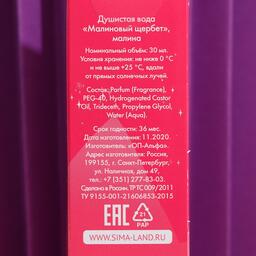 Душистая вода
«Малиновый щербет»,
малина
Номинальный объём: 30 мл.
Условия хранения: не ниже 0 °C
и не выше +25 °C, вдали
от прямых солнечных лучей.
Состав: Parfum (Fragrance),
PEG-40, Hydrogenated Castor
Oil, Trideceth, Propylene Glycol,
Water (Aqua).
Срок годности: 36 мес.
Дата изготовления: 11.2020.
Изготовитель: «ОП-Альфа».
Адрес изготовителя: Россия,
199155, г. Санкт-Петербург,
ул. Наличная, дом 49,
тел.: +7 (351) 277-83-03.
Сделано в России. ТР ТС 009/2011
ТУ 9155-001-21606853-2015
EAC
21
PAP
WWW.SIMA-LAND.RU